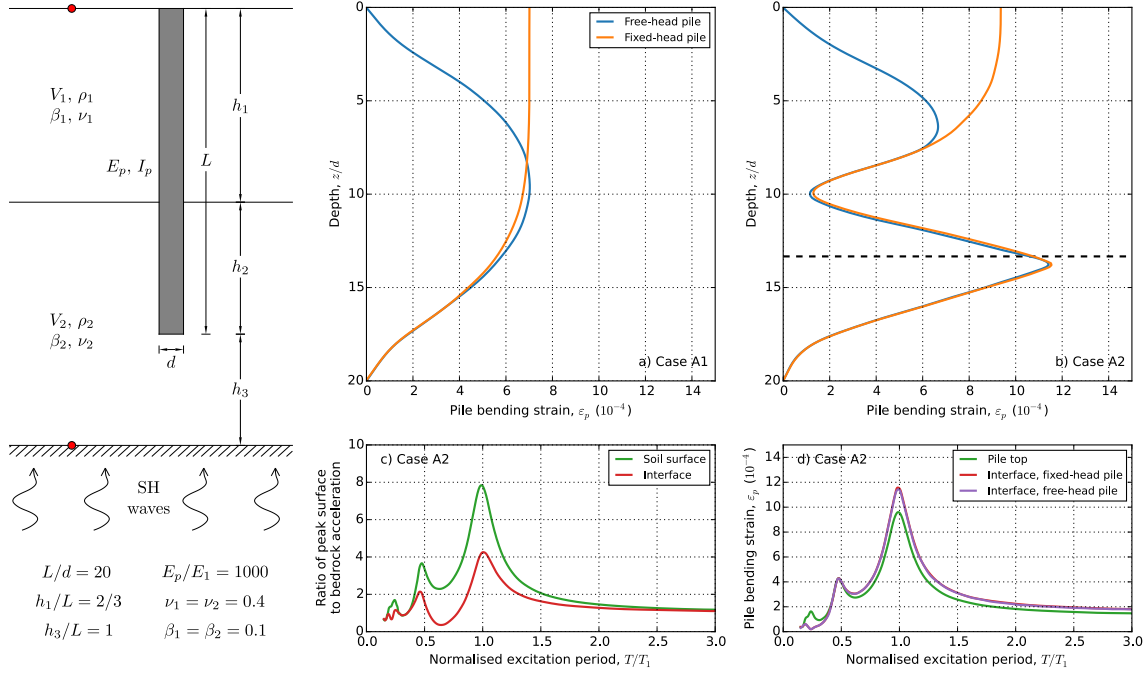 V₁, ρ₁
β₁, ν₁
h₁
E_p, I_p
L
h₂
V₂, ρ₂
β₂, ν₂
d
h₃
SH
waves
L/d = 20
E_p/E₁ = 1000
h₁/L = 2/3
ν₁ = ν₂ = 0.4
h₃/L = 1
β₁ = β₂ = 0.1
Free-head pile
Fixed-head pile
0
5
10
15
20
Depth, z/d
a) Case A1
0 2 4 6 8 10 12 14
Pile bending strain, ε_p (10⁻⁴)
0
5
10
15
20
Depth, z/d
b) Case A2
0 2 4 6 8 10 12 14
Pile bending strain, ε_p (10⁻⁴)
c) Case A2
Soil surface
Interface
10
8
6
4
2
0
Ratio of peak surface
to bedrock acceleration
0.0 0.5 1.0 1.5 2.0 2.5 3.0
Normalised excitation period, T/T₁
d) Case A2
Pile top
Interface, fixed-head pile
Interface, free-head pile
14
12
10
8
6
4
2
0
Pile bending strain, ε_p (10⁻⁴)
0.0 0.5 1.0 1.5 2.0 2.5 3.0
Normalised excitation period, T/T₁